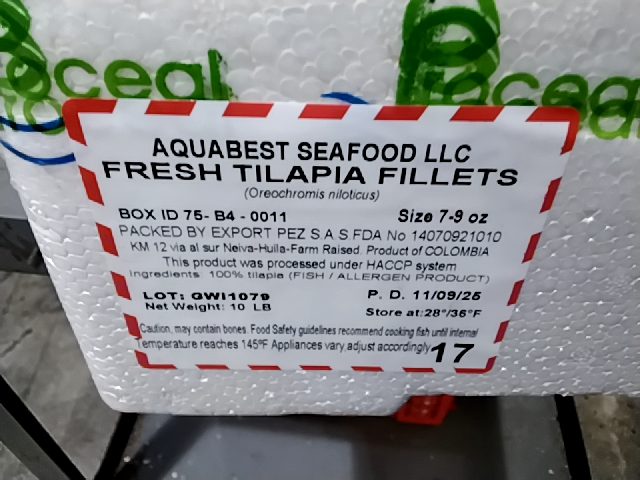 AQUABEST SEAFOOD LLC
FRESH TILAPIA FILLETS
(Oreochromis niloticus)
BOX ID 75- B4 - 0011 Size 7-9 oz
PACKED BY EXPORT PEZ S.A.S FDA No 14070921010
KM 12 via al sur Neiva-Huila-Farm Raised. Product of COLOMBIA
This product was processed under HACCP system
Ingredients: 100% tilapia (FISH / ALLERGEN PRODUCT)
LOT: GWI1079 P. D. 11/09/25
Net Weight: 10 LB Store at:28°/36°F
Caution, may contain bones. Food Safety guidelines recommend cooking fish until internal
Temperature reaches 145ºF Appliances vary,adjust accordingly 17